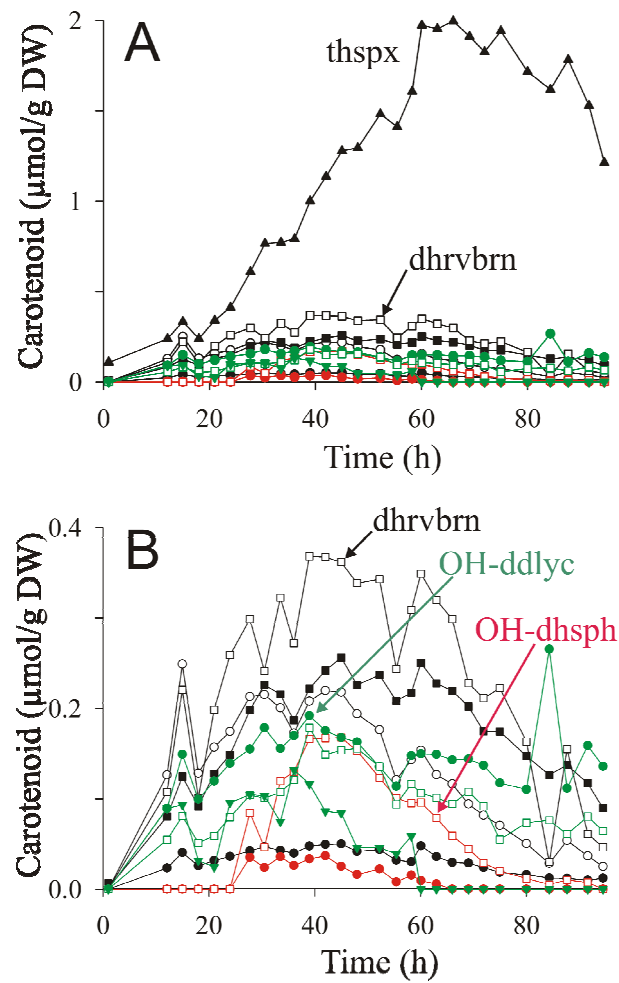 A
thspx
dhrvbrn
Carotenoid (µmol/g DW)
2
1
0
0 20 40 60 80
Time (h)
B
dhrvbrn
OH-ddlyc
OH-dhsph
Carotenoid (µmol/g DW)
0.4
0.2
0.0
0 20 40 60 80
Time (h)